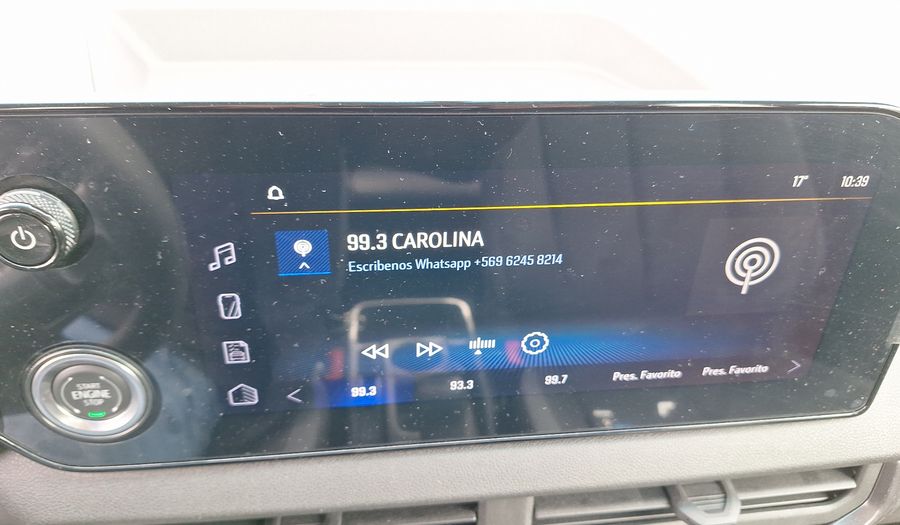 17°
10:39
99.3 CAROLINA
Escribenos Whatsapp +569 6245 8214
START
ENGINE
STOP
99.3
93.3
99.7
Pres. Favorito
Pres. Favorito